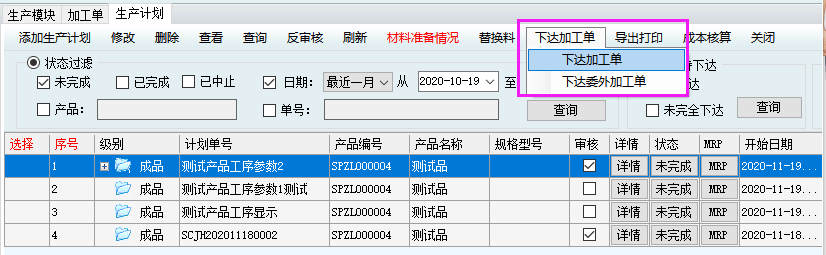 生产模块 加工单 生产计划
添加生产计划 修改 删除 查看 查询 反审核 刷新 材料准备情况 替换料 下达加工单 导出打印 成本核算 关闭
下达加工单
下达委外加工单
状态过滤
未完成 已完成 已中止 日期: 最近一月 从 2020-10-19 至
下达
达
产品: 单号: 查询 未完全下达 查询
选择 序号 级别 计划单号 产品编号 产品名称 规格型号 审核 详情 状态 MRP 开始日期
1 成品 测试产品工序参数2 SPZL000004 测试品 详情 未完成 MRP 2020-11-19...
2 成品 测试产品工序参数1测试 SPZL000004 测试品 详情 未完成 MRP 2020-11-19...
3 成品 测试产品工序显示 SPZL000004 测试品 详情 未完成 MRP 2020-11-19...
4 成品 SCJH202011180002 SPZL000004 测试品 详情 未完成 MRP 2020-11-18...